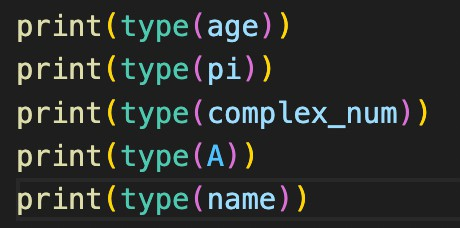 print(type(age))
print(type(pi))
print(type(complex_num))
print(type(A))
print(type(name))